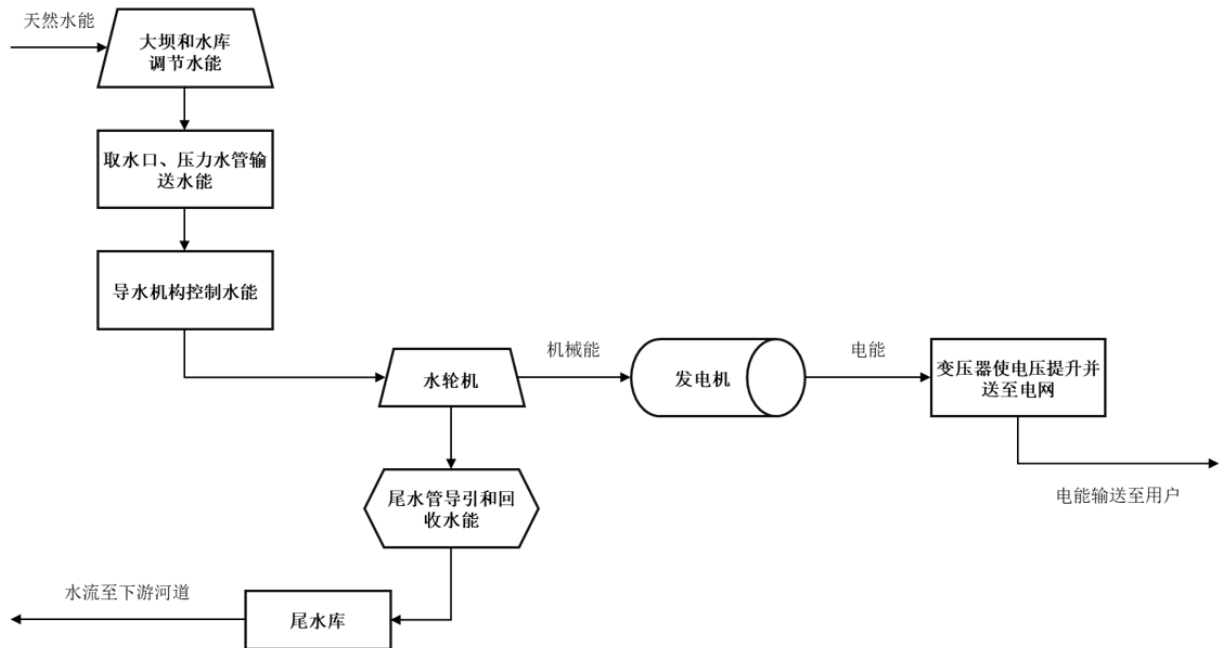 天然水能
大坝和水库
调节水能
取水口、压力水管输
送水能
导水机构控制水能
水轮机
机械能
发电机
电能
变压器使电压提升并
送至电网
电能输送至用户
尾水管导引和回
收水能
水流至下游河道
尾水库